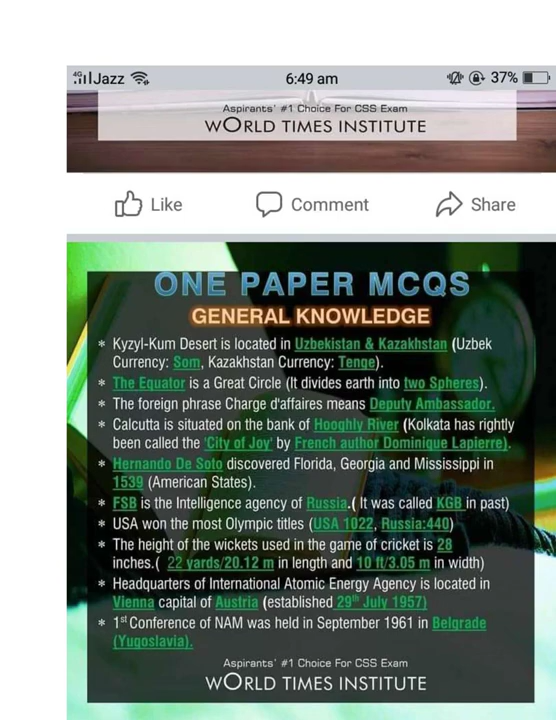 4G Jazz 6:49 am 37%
Aspirants' #1 Choice For CSS Exam
WORLD TIMES INSTITUTE
Like Comment Share
ONE PAPER MCQS
GENERAL KNOWLEDGE
* Kyzyl-Kum Desert is located in Uzbekistan & Kazakhstan (Uzbek
Currency: Som, Kazakhstan Currency: Tenge).
* The Equator is a Great Circle (It divides earth into two Spheres).
* The foreign phrase Charge d'affaires means Deputy Ambassador.
* Calcutta is situated on the bank of Hooghly River (Kolkata has rightly
been called the 'City of Joy' by French author Dominique Lapierre).
* Hernando De Soto discovered Florida, Georgia and Mississippi in
1539 (American States).
* FSB is the Intelligence agency of Russia.( It was called KGB in past)
* USA won the most Olympic titles (USA 1022, Russia:440)
* The height of the wickets used in the game of cricket is 28
inches.( 22 yards/20.12 m in length and 10 ft/3.05 m in width)
* Headquarters of International Atomic Energy Agency is located in
Vienna capital of Austria (established 29th July 1957)
* 1st Conference of NAM was held in September 1961 in Belgrade
(Yugoslavia).
Aspirants' #1 Choice For CSS Exam
WORLD TIMES INSTITUTE